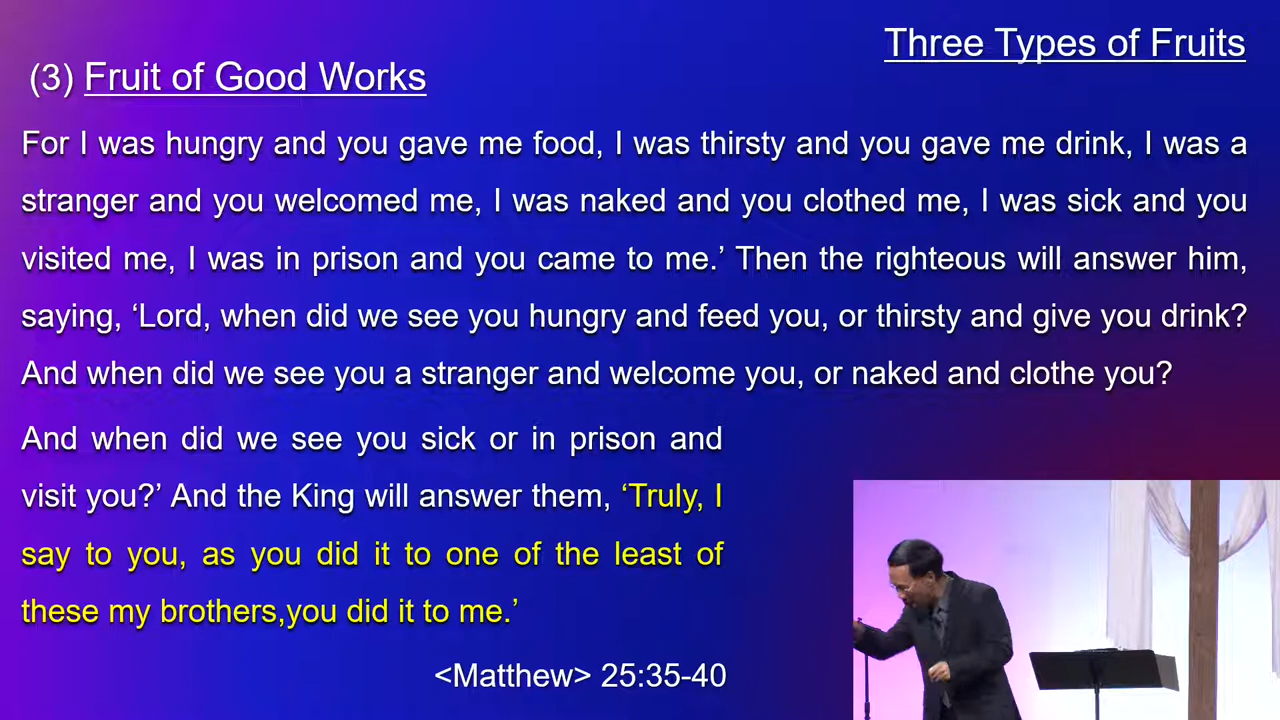 Three Types of Fruits
(3) Fruit of Good Works
For I was hungry and you gave me food, I was thirsty and you gave me drink, I was a
stranger and you welcomed me, I was naked and you clothed me, I was sick and you
visited me, I was in prison and you came to me.’ Then the righteous will answer him,
saying, ‘Lord, when did we see you hungry and feed you, or thirsty and give you drink?
And when did we see you a stranger and welcome you, or naked and clothe you?
And when did we see you sick or in prison and
visit you?’ And the King will answer them, ‘Truly, I
say to you, as you did it to one of the least of
these my brothers,you did it to me.’
<Matthew> 25:35-40